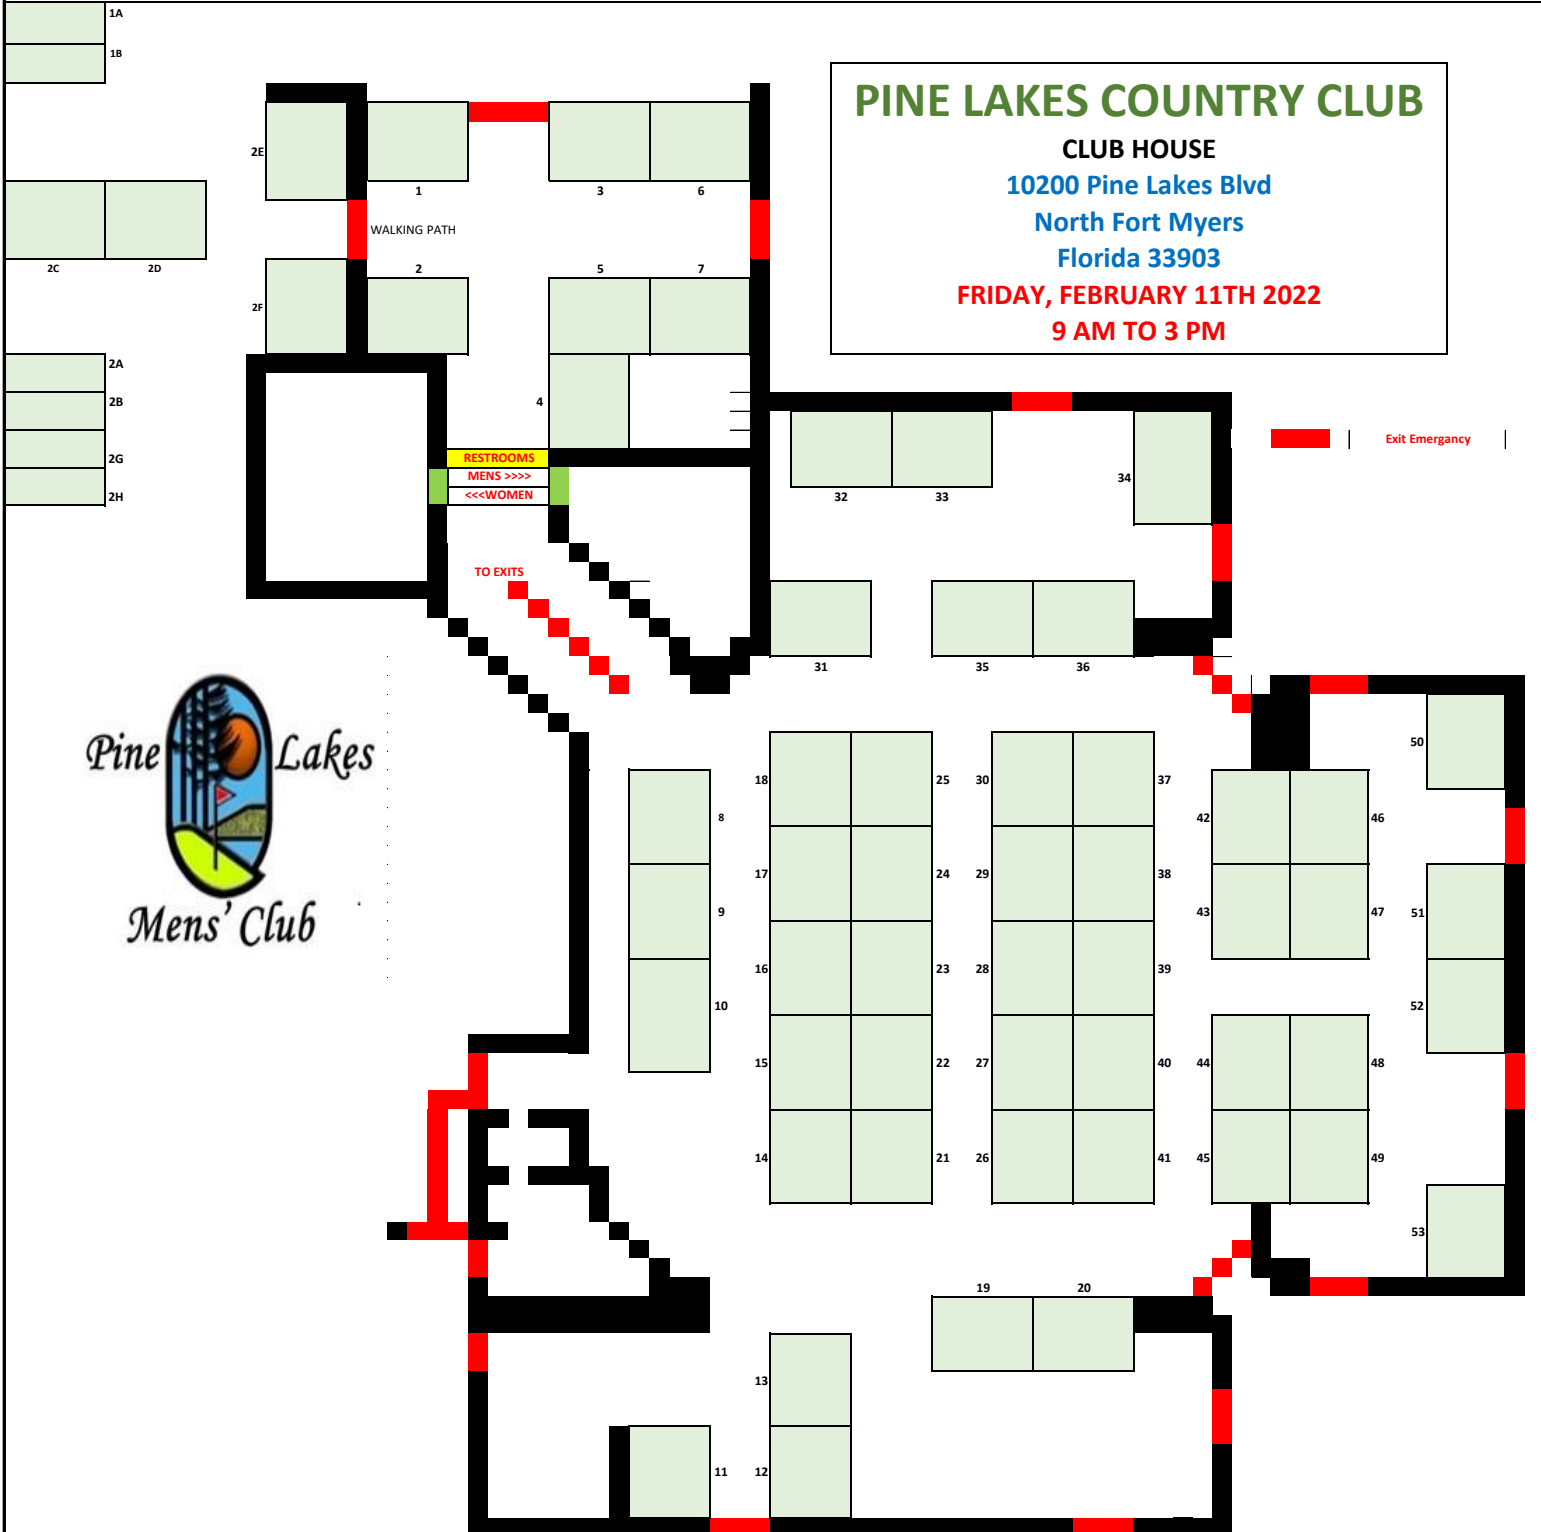 1A
1B
PINE LAKES COUNTRY CLUB
CLUB HOUSE
10200 Pine Lakes Blvd
North Fort Myers
Florida 33903
FRIDAY, FEBRUARY 11TH 2022
9 AM TO 3 PM
2E
1
3
6
WALKING PATH
2C
2D
2
5
7
2F
2A
2B
2G
2H
4
RESTROOMS
MENS >>>>
<<<WOMEN
TO EXITS
32
33
34
Exit Emergancy
31
35
36
Pine Lakes
Mens' Club
50
18
25
30
37
8
42
46
17
24
29
38
9
43
47
51
16
23
28
39
10
52
15
22
27
40
44
48
14
21
26
41
45
49
53
19
20
13
11
12